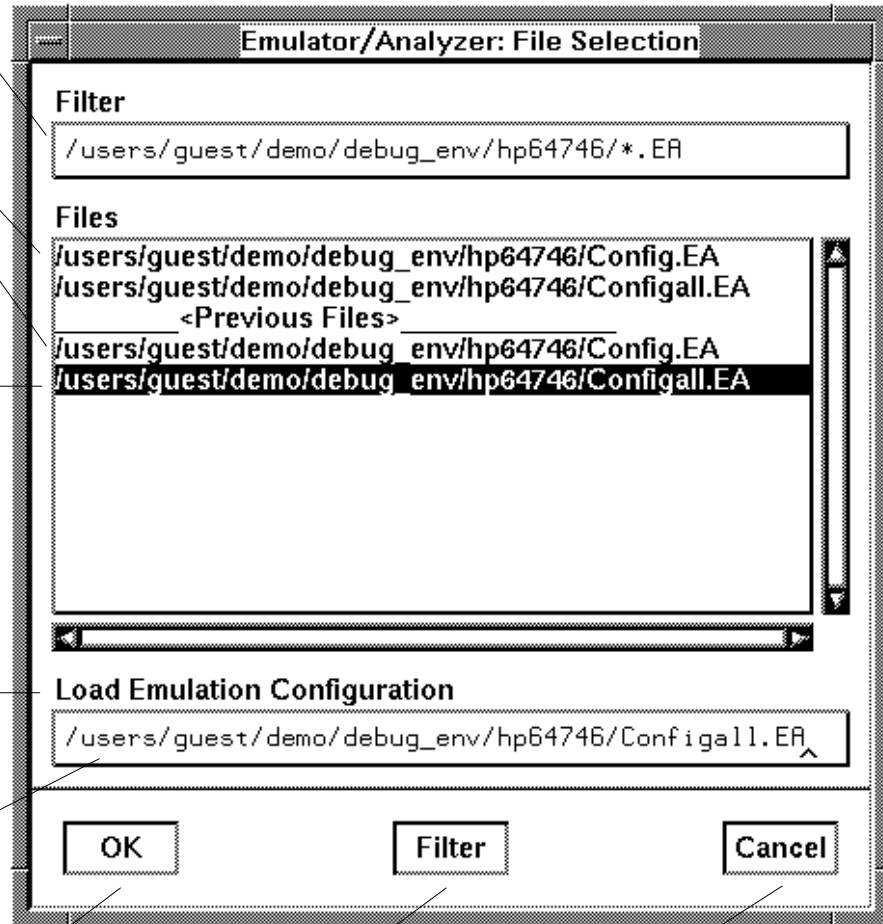 Emulator/Analyzer: File Selection
Filter
/users/guest/demo/debug_env/hp64746/*.EA
Files
/users/guest/demo/debug_env/hp64746/Config.EA
/users/guest/demo/debug_env/hp64746/Configall.EA
________<Previous Files>______________
/users/guest/demo/debug_env/hp64746/Config.EA
/users/guest/demo/debug_env/hp64746/Configall.EA
Load Emulation Configuration
/users/guest/demo/debug_env/hp64746/Configall.EA
OK
Filter
Cancel